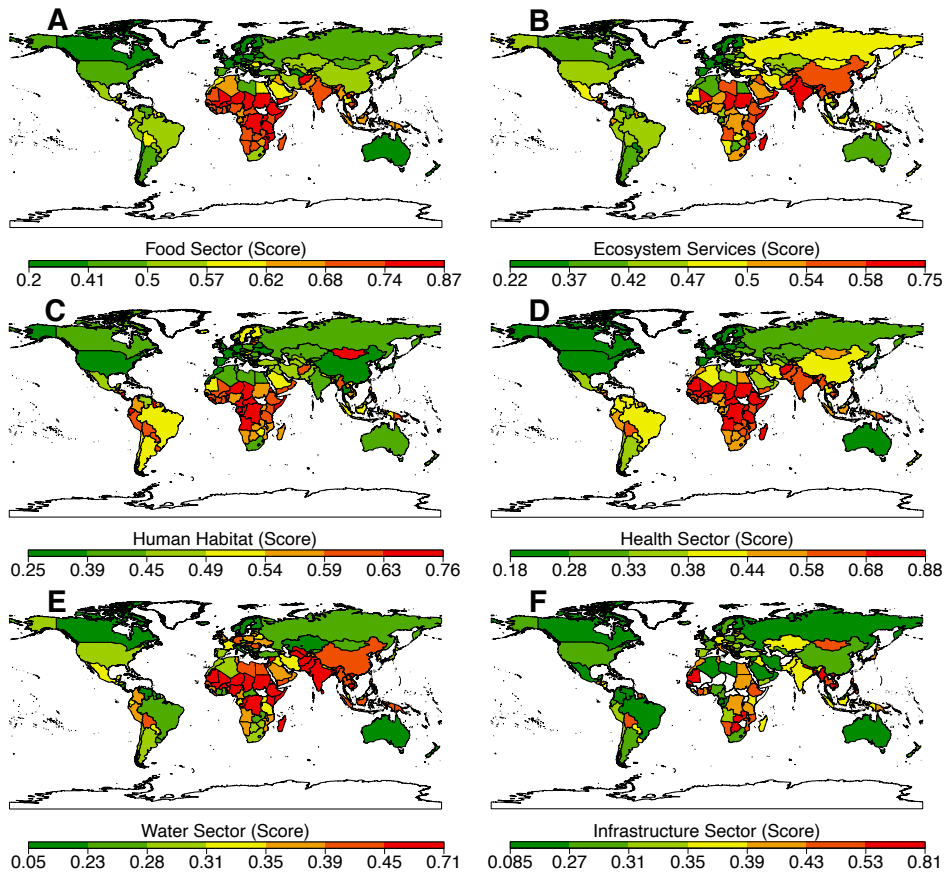 A
B
Food Sector (Score)
0.2 0.41 0.5 0.57 0.62 0.68 0.74 0.87
Ecosystem Services (Score)
0.22 0.37 0.42 0.47 0.5 0.54 0.58 0.75
C
D
Human Habitat (Score)
0.25 0.39 0.45 0.49 0.54 0.59 0.63 0.76
Health Sector (Score)
0.18 0.28 0.33 0.38 0.44 0.58 0.68 0.88
E
F
Water Sector (Score)
0.05 0.23 0.28 0.31 0.35 0.39 0.45 0.71
Infrastructure Sector (Score)
0.085 0.27 0.31 0.35 0.39 0.43 0.53 0.81